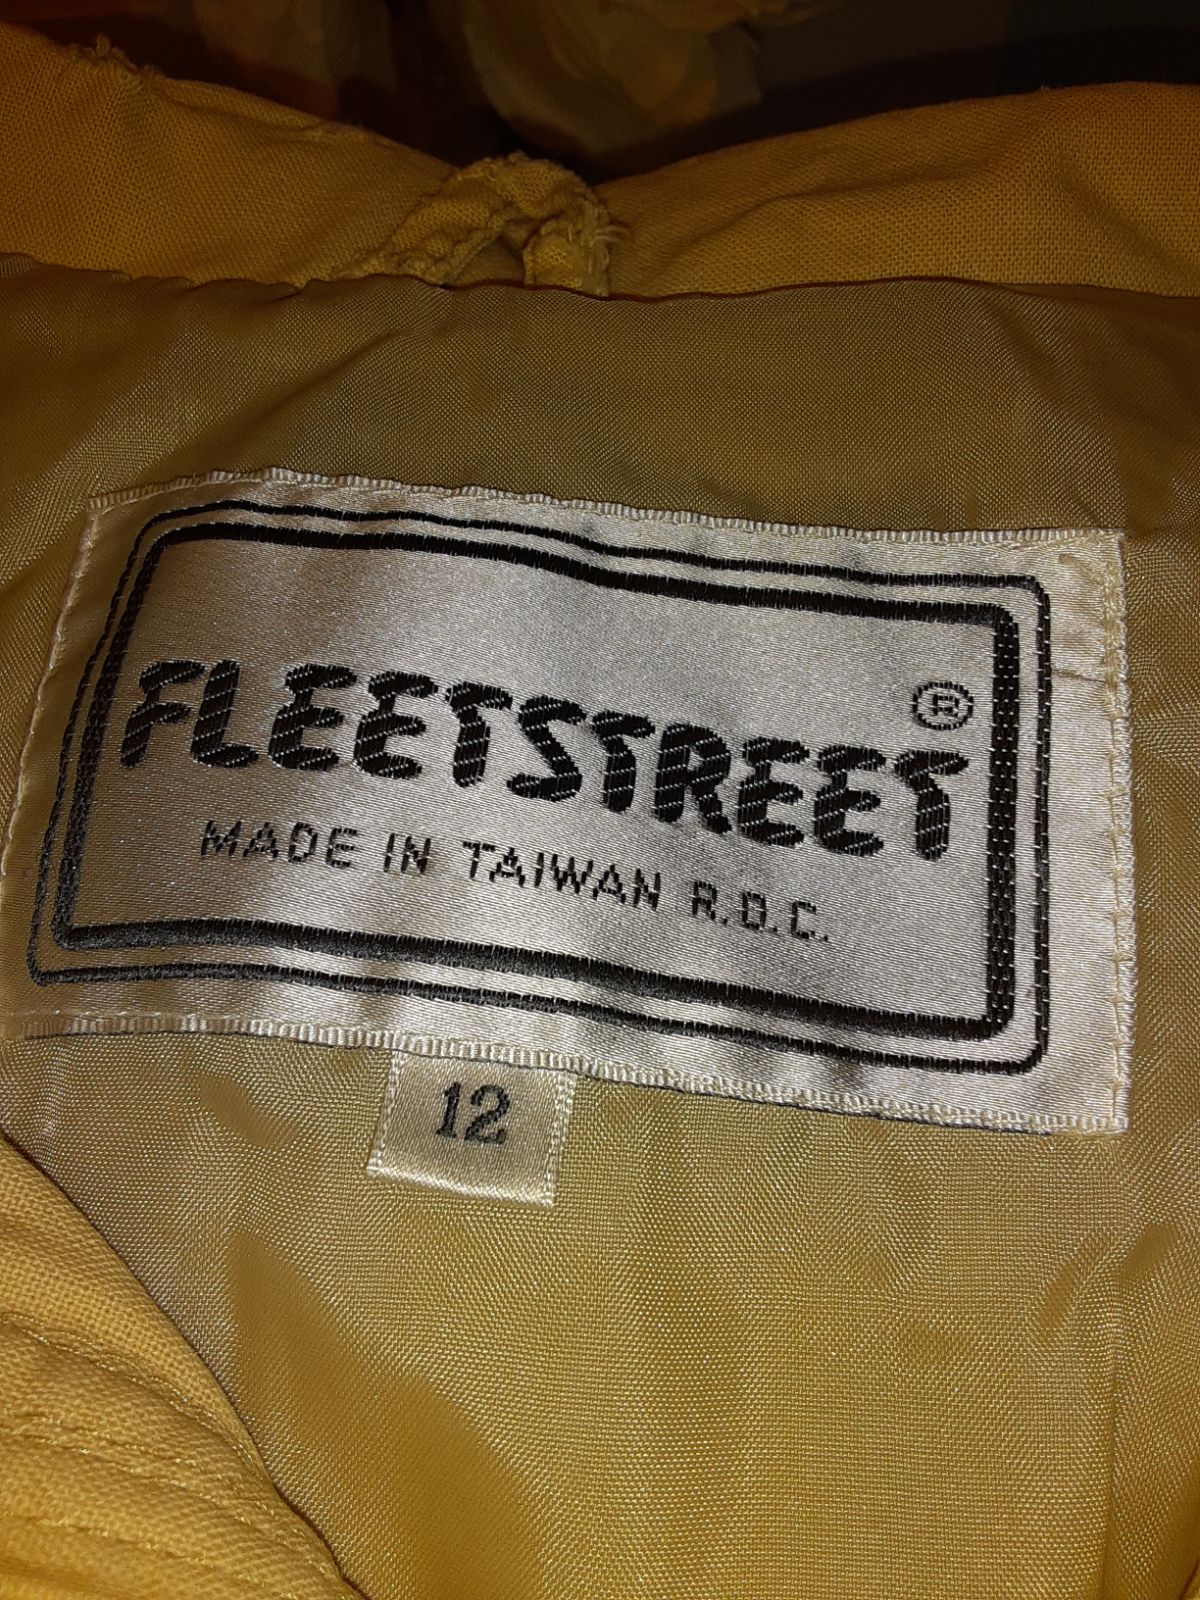 FLEETSTREET ®
MADE IN TAIWAN R.O.C.
12